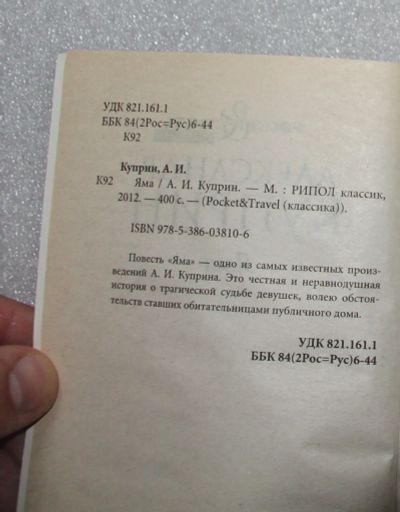 УДК 821.161.1
ББК 84(2Рос=Рус)6-44
К92
Куприн, А. И.
К92 Яма / А. И. Куприн. — М. : РИПОЛ классик,
2012. — 400 с. — (Pocket&Travel (классика)).
ISBN 978-5-386-03810-6
Повесть «Яма» — одно из самых известных произ-
ведений А. И. Куприна. Это честная и неравнодушная
история о трагической судьбе девушек, волею обстоя-
тельств ставших обитательницами публичного дома.
УДК 821.161.1
ББК 84(2Рос=Рус)6-44